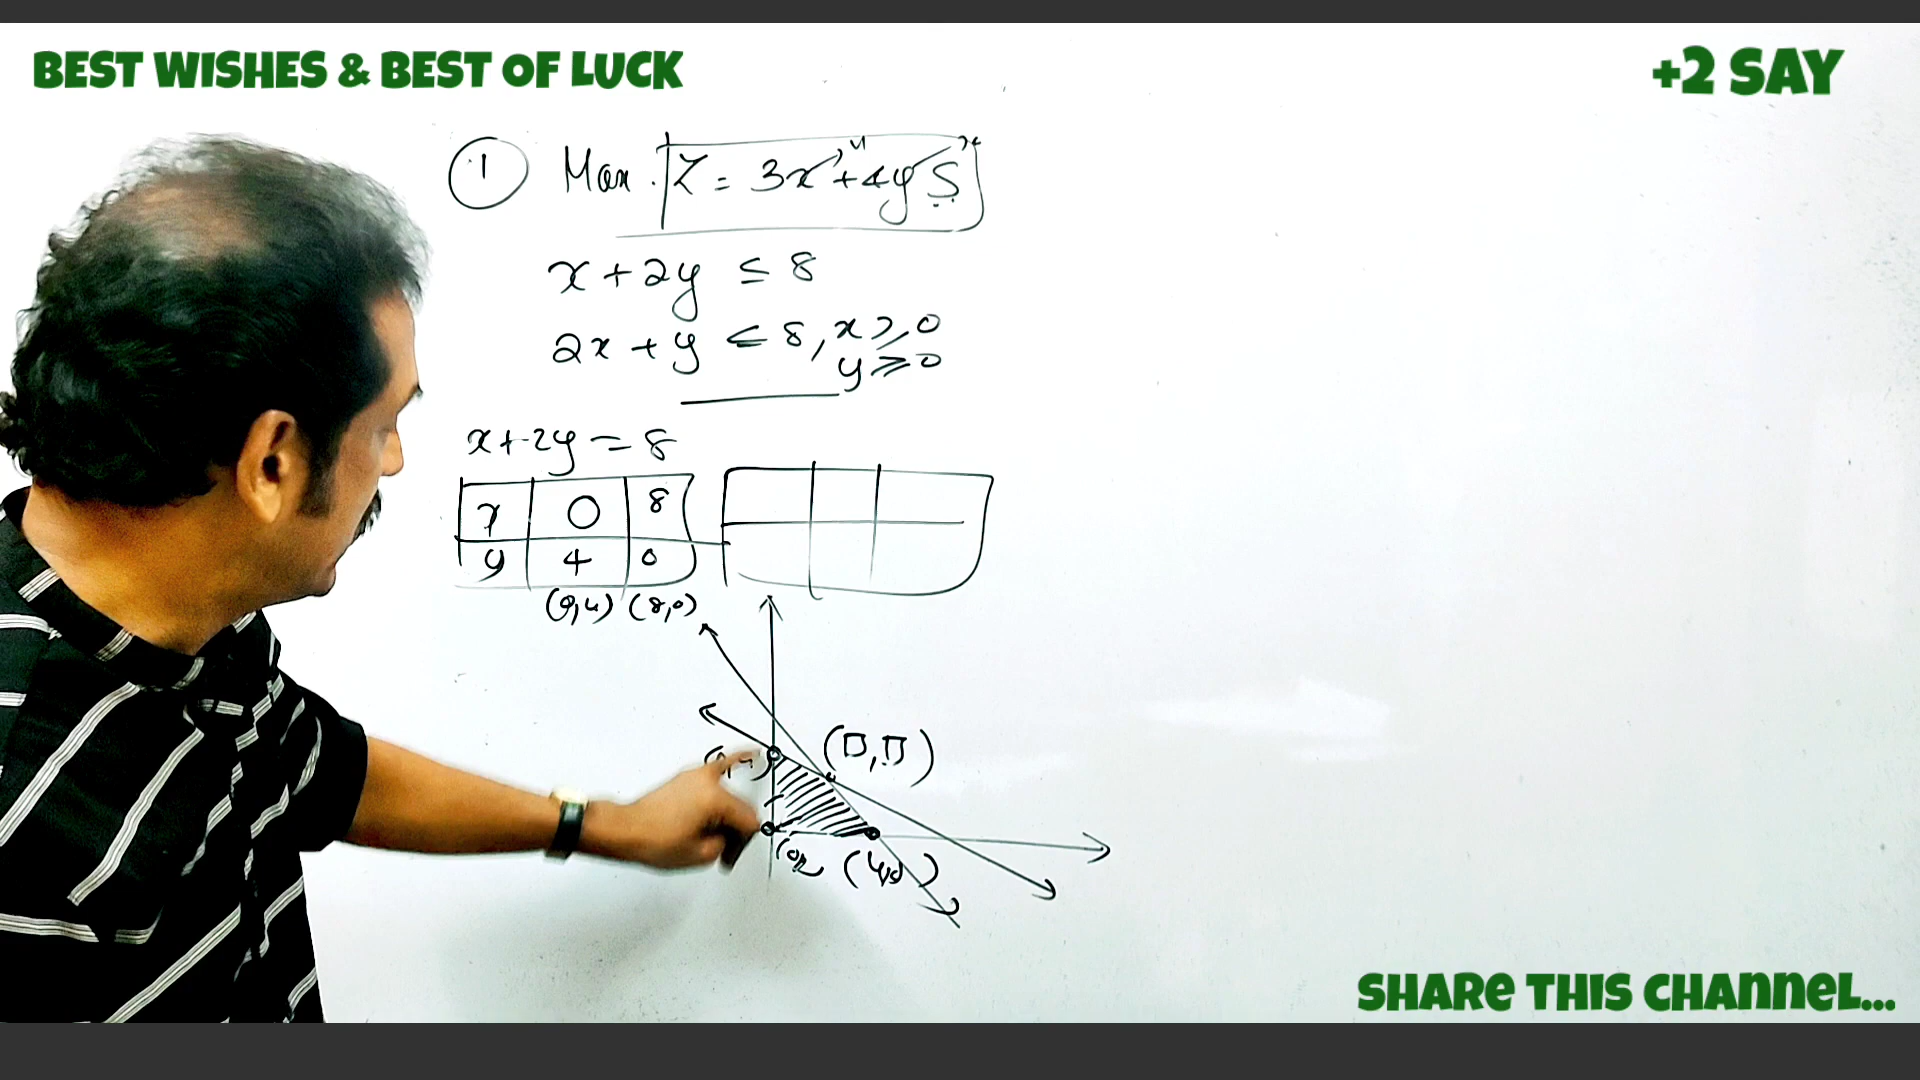 BEST WISHES & BEST OF LUCK
+2 SAY
1 Max. Z = 3x + 4y
x + 2y ≤ 8
2x + y ≤ 8, x ≥ 0
y ≥ 0
x + 2y = 8
x 0 8
y 4 0
(0,4) (8,0)
(4,0)
SHARE THIS CHANNEL...